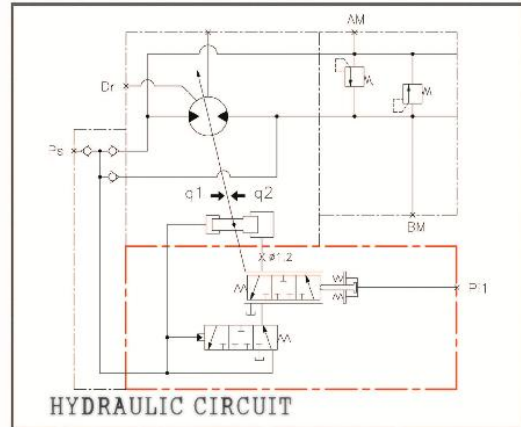 AM
Dr
Ps
q1 q2
BM
ø1.2
Pi1
HYDRAULIC CIRCUIT